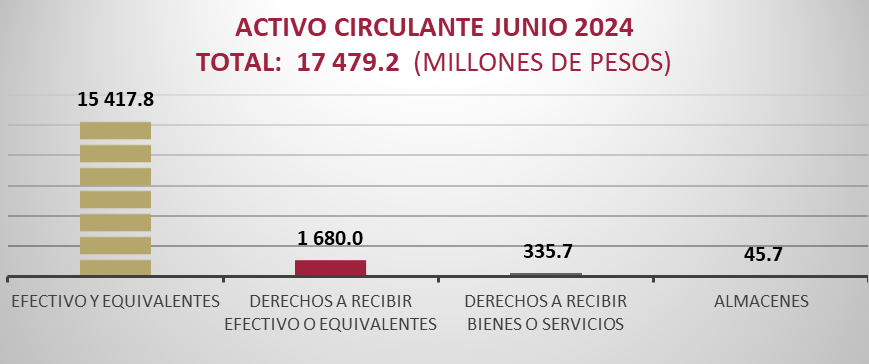 ACTIVO CIRCULANTE JUNIO 2024
TOTAL: 17 479.2 (MILLONES DE PESOS)
15 417.8
1 680.0
335.7
45.7
EFECTIVO Y EQUIVALENTES
DERECHOS A RECIBIR
EFECTIVO O EQUIVALENTES
DERECHOS A RECIBIR
BIENES O SERVICIOS
ALMACENES